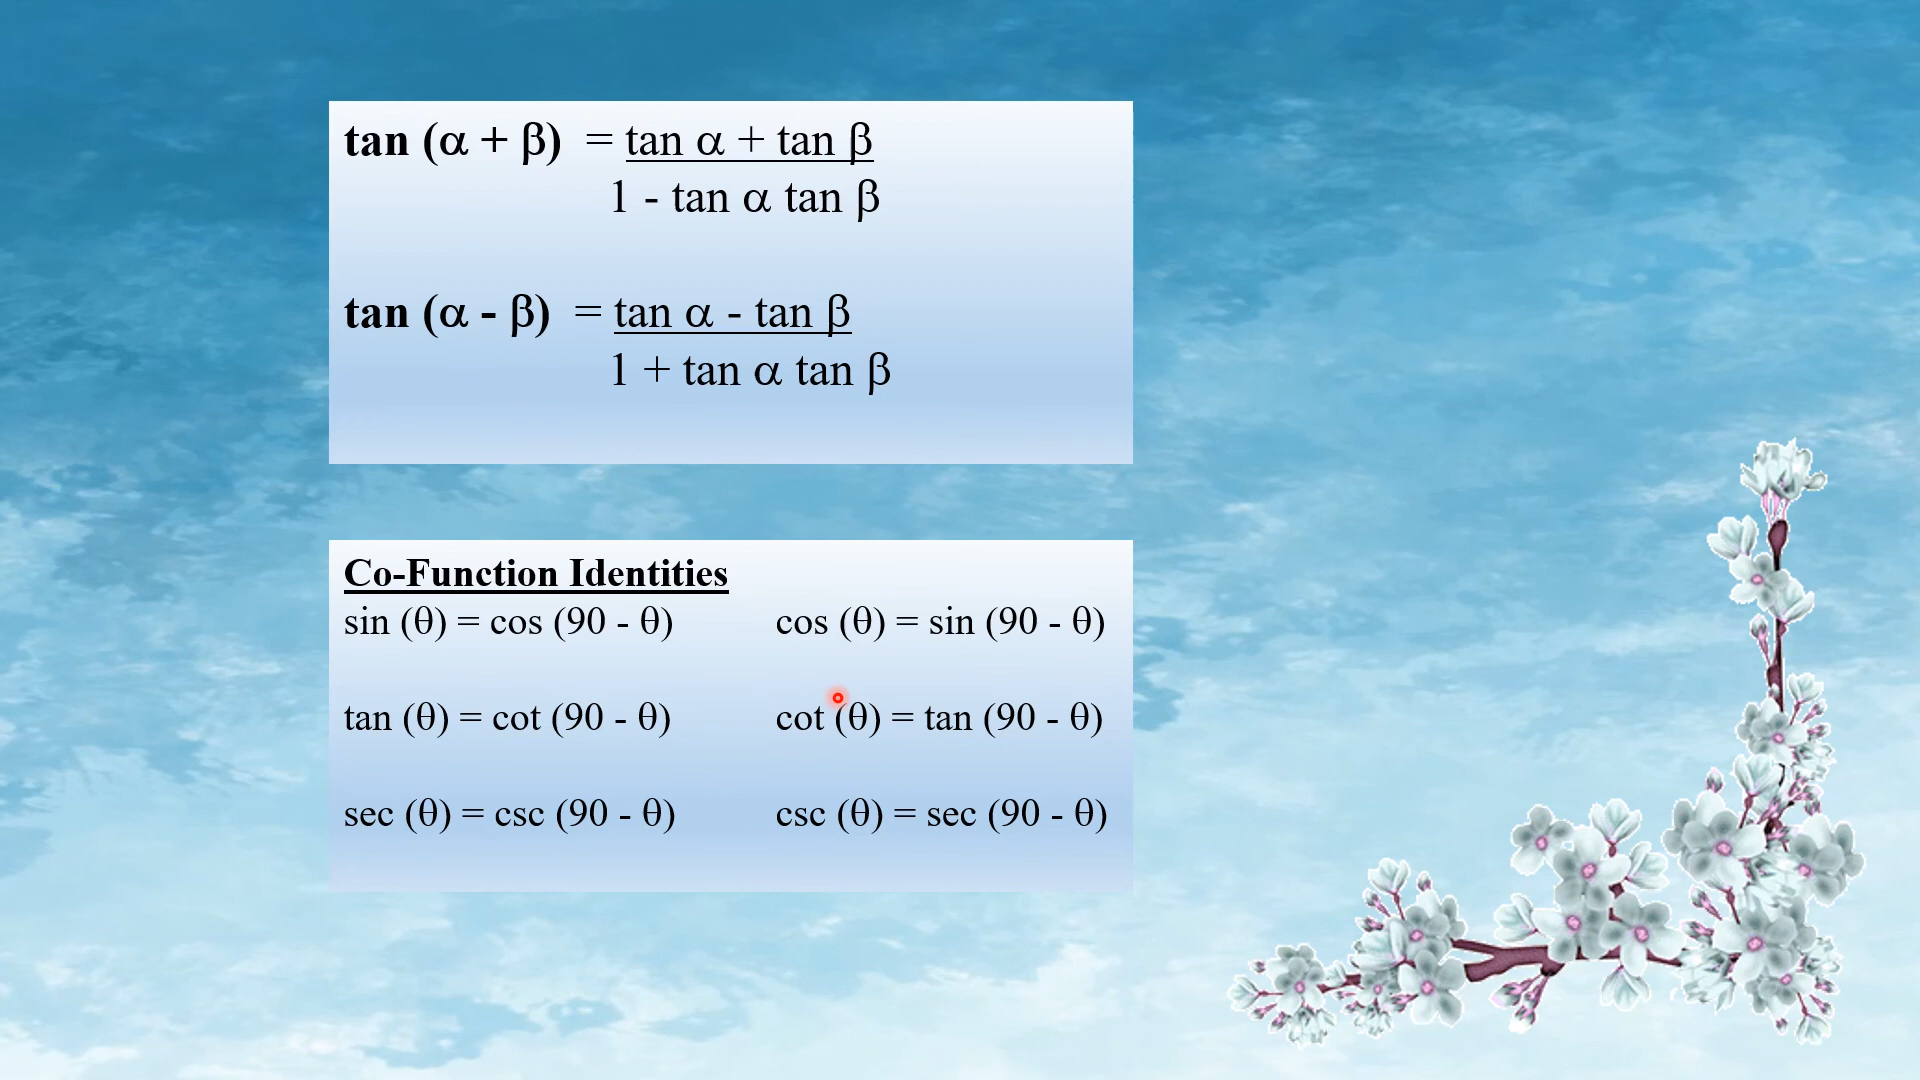 tan (α + β) = tan α + tan β
1 - tan α tan β
tan (α - β) = tan α - tan β
1 + tan α tan β
Co-Function Identities
sin (θ) = cos (90 - θ) cos (θ) = sin (90 - θ)
tan (θ) = cot (90 - θ) cot (θ) = tan (90 - θ)
sec (θ) = csc (90 - θ) csc (θ) = sec (90 - θ)